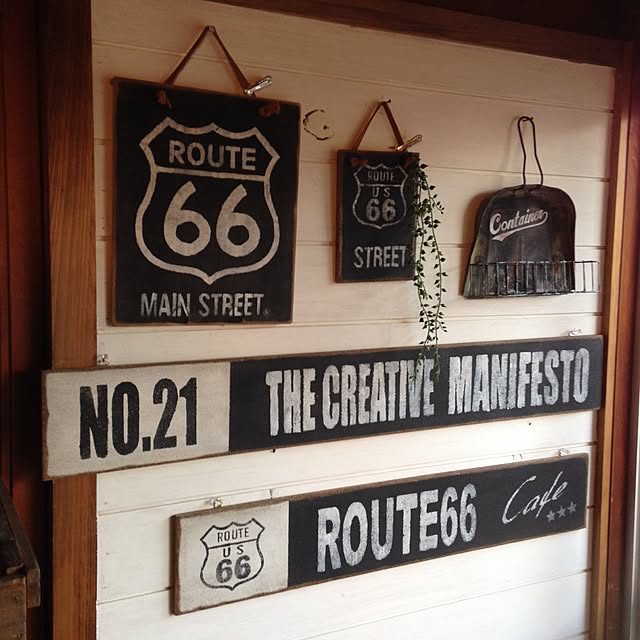 ROUTE
66
MAIN STREET
ROUTE
US
66
STREET
Container
NO.21 THE CREATIVE MANIFESTO
ROUTE
US
66
ROUTE66 Cafe